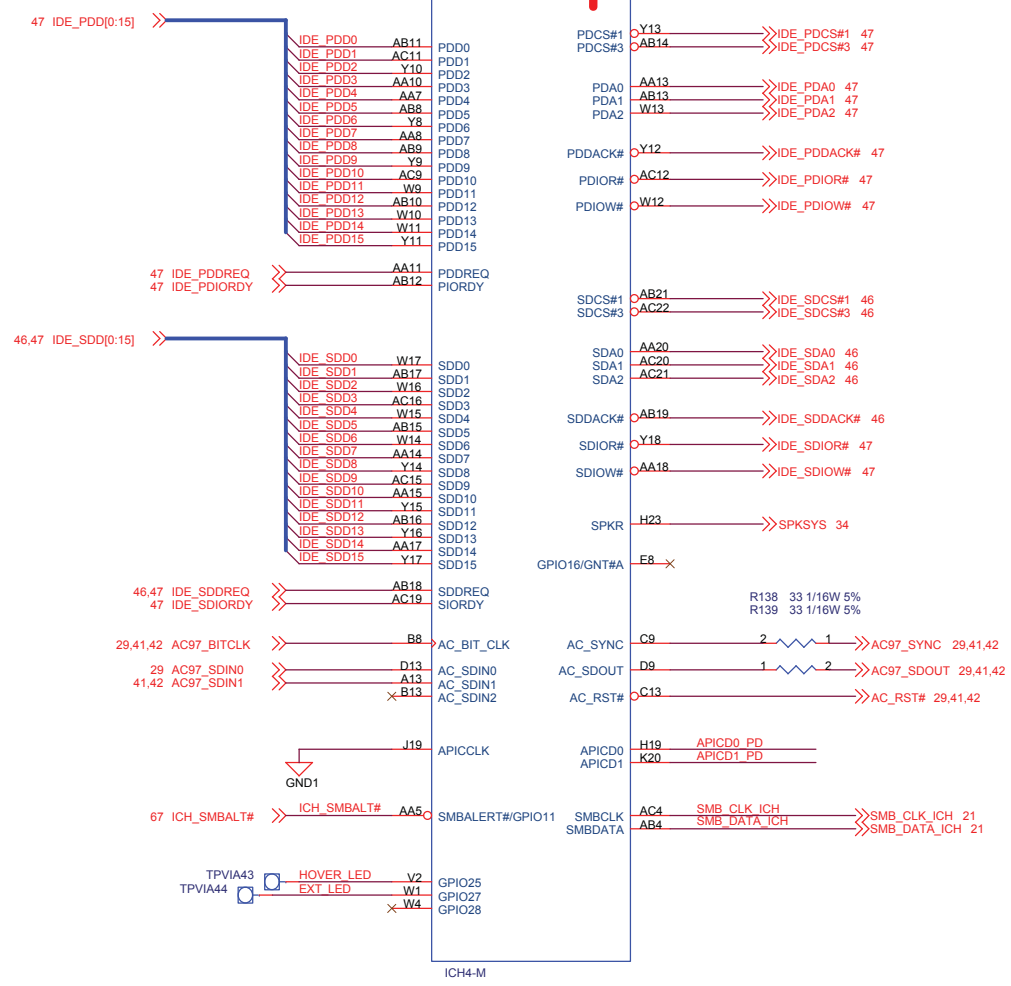 47 IDE_PDD[0:15]
IDE_PDD0 AB11 PDD0
IDE_PDD1 AC11 PDD1
IDE_PDD2 Y10 PDD2
IDE_PDD3 AA10 PDD3
IDE_PDD4 AA7 PDD4
IDE_PDD5 AB8 PDD5
IDE_PDD6 Y8 PDD6
IDE_PDD7 AA8 PDD7
IDE_PDD8 AB9 PDD8
IDE_PDD9 Y9 PDD9
IDE_PDD10 AC9 PDD10
IDE_PDD11 W9 PDD11
IDE_PDD12 AB10 PDD12
IDE_PDD13 W10 PDD13
IDE_PDD14 W11 PDD14
IDE_PDD15 Y11 PDD15
47 IDE_PDDREQ AA11 PDDREQ
47 IDE_PDIORDY AB12 PIORDY
46,47 IDE_SDD[0:15]
IDE_SDD0 W17 SDD0
IDE_SDD1 AB17 SDD1
IDE_SDD2 W16 SDD2
IDE_SDD3 AC16 SDD3
IDE_SDD4 W15 SDD4
IDE_SDD5 AB15 SDD5
IDE_SDD6 W14 SDD6
IDE_SDD7 AA14 SDD7
IDE_SDD8 Y14 SDD8
IDE_SDD9 AC15 SDD9
IDE_SDD10 AA15 SDD10
IDE_SDD11 Y15 SDD11
IDE_SDD12 AB16 SDD12
IDE_SDD13 Y16 SDD13
IDE_SDD14 AA17 SDD14
IDE_SDD15 Y17 SDD15
46,47 IDE_SDDREQ AB18 SDDREQ
47 IDE_SDIORDY AC19 SIORDY
29,41,42 AC97_BITCLK B8 AC_BIT_CLK
29 AC97_SDIN0 D13 AC_SDIN0
41,42 AC97_SDIN1 A13 AC_SDIN1
B13 AC_SDIN2
J19 APICCLK
GND1
67 ICH_SMBALT# ICH_SMBALT# AA5 SMBALERT#/GPIO11
TPVIA43 HOVER_LED V2 GPIO25
TPVIA44 EXT_LED W1 GPIO27
W4 GPIO28
PDCS#1 Y13 IDE_PDCS#1 47
PDCS#3 AB14 IDE_PDCS#3 47
PDA0 AA13 IDE_PDA0 47
PDA1 AB13 IDE_PDA1 47
PDA2 W13 IDE_PDA2 47
PDDACK# Y12 IDE_PDDACK# 47
PDIOR# AC12 IDE_PDIOR# 47
PDIOW# W12 IDE_PDIOW# 47
SDCS#1 AB21 IDE_SDCS#1 46
SDCS#3 AC22 IDE_SDCS#3 46
SDA0 AA20 IDE_SDA0 46
SDA1 AC20 IDE_SDA1 46
SDA2 AC21 IDE_SDA2 46
SDDACK# AB19 IDE_SDDACK# 46
SDIOR# Y18 IDE_SDIOR# 47
SDIOW# AA18 IDE_SDIOW# 47
SPKR H23 SPKSYS 34
GPIO16/GNT#A E8
R138 33 1/16W 5%
R139 33 1/16W 5%
AC_SYNC C9 2 1 AC97_SYNC 29,41,42
AC_SDOUT D9 1 2 AC97_SDOUT 29,41,42
AC_RST# C13 AC_RST# 29,41,42
APICD0 H19 APICD0_PD
APICD1 K20 APICD1_PD
SMBCLK AC4 SMB_CLK_ICH SMB_CLK_ICH 21
SMBDATA AB4 SMB_DATA_ICH SMB_DATA_ICH 21
ICH4-M